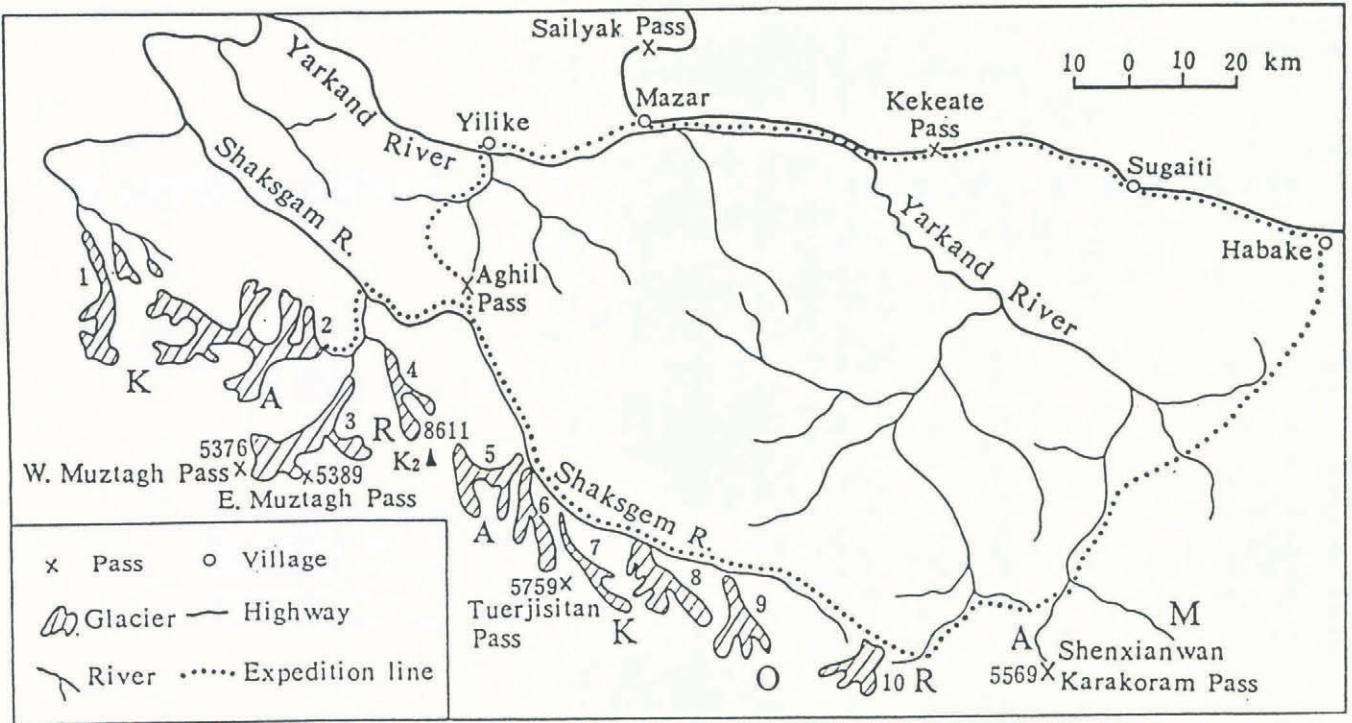 Sailyak Pass
10 0 10 20 km
Mazar
Kekeate
Pass
Yarkand
River
Yilike
Sugaiti
Shaksgam R.
Yarkand
River
Habake
Aghil
Pass
1
2
K
A
4
3
R
8611
K2
5376
W. Muztagh Pass
5389
E. Muztagh Pass
5
A
6
Shaksgem R.
7
5759
Tuerjisitan
Pass
K
8
9
O
10
R
A
M
5569
Shenxianwan
Karakoram Pass
Pass
Village
Glacier
Highway
River
Expedition line